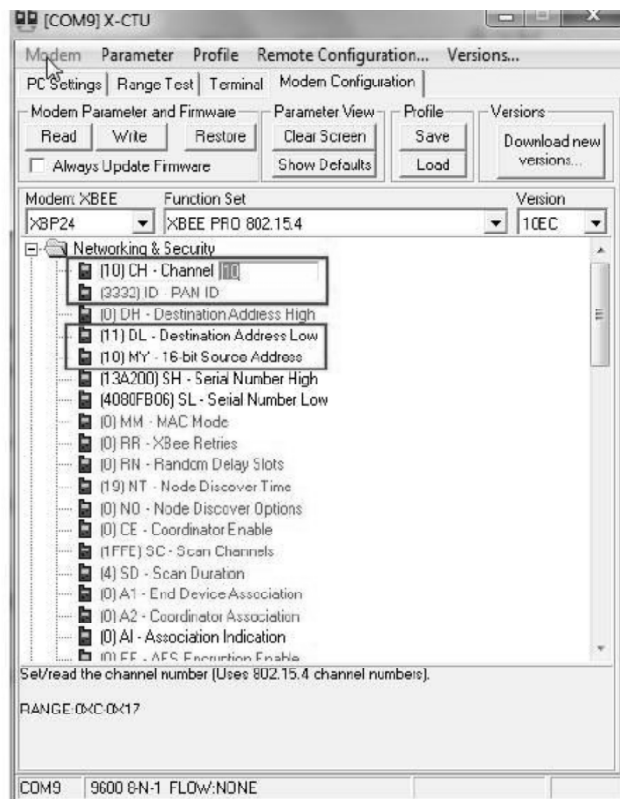 [COM9] X-CTU
Modem Parameter Profile Remote Configuration... Versions...
PC Settings Range Test Terminal Modem Configuration
Modem Parameter and Firmware Parameter View Profile Versions
Read Write Restore Clear Screen Save Download new versions...
Always Update Firmware Show Defaults Load
Modem: XBEE Function Set Version
XBP24 XBEE PRO 802.15.4 10EC
Networking & Security
(10) CH - Channel 10
(3332) ID - PAN ID
(0) DH - Destination Address High
(11) DL - Destination Address Low
(10) MY - 16-bit Source Address
(13A200) SH - Serial Number High
(4080FB06) SL - Serial Number Low
(0) MM - MAC Mode
(0) RR - XBee Retries
(0) RN - Random Delay Slots
(19) NT - Node Discover Time
(0) NO - Node Discover Options
(0) CE - Coordinator Enable
(1FFE) SC - Scan Channels
(4) SD - Scan Duration
(0) A1 - End Device Association
(0) A2 - Coordinator Association
(0) AI - Association Indication
(0) EE - AES Encryption Enable
Set/read the channel number (Uses 802.15.4 channel numbers).
RANGE:0XC-0X17
COM9 9600 8-N-1 FLOW:NONE